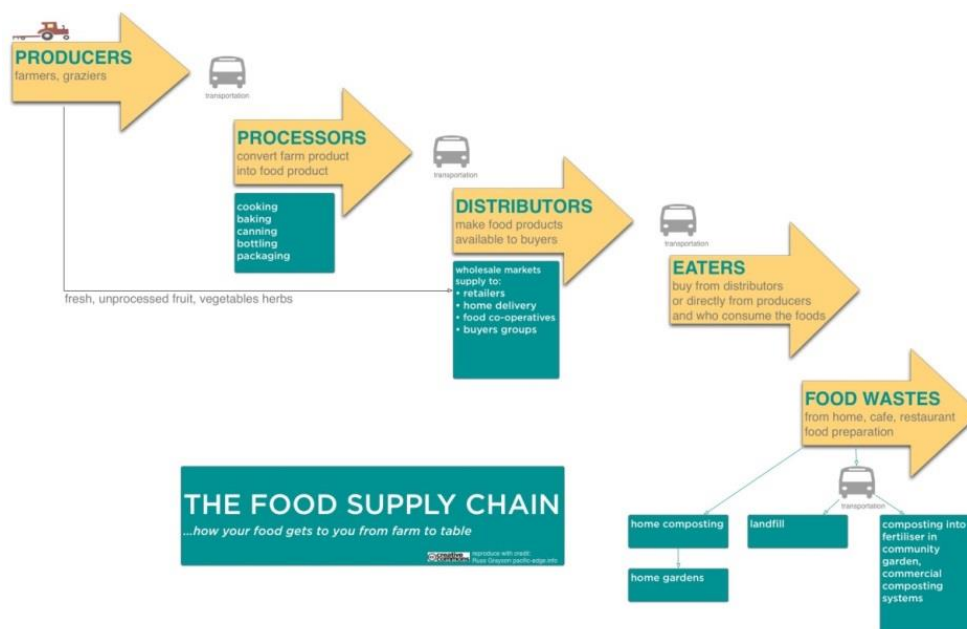 PRODUCERS
farmers, graziers
transportation
PROCESSORS
convert farm product
into food product
cooking
baking
canning
bottling
packaging
transportation
DISTRIBUTORS
make food products
available to buyers
wholesale markets
supply to:
• retailers
• home delivery
• food co-operatives
• buyers groups
fresh, unprocessed fruit, vegetables herbs
transportation
EATERS
buy from distributors
or directly from producers
and who consume the foods
FOOD WASTES
from home, cafe, restaurant
food preparation
transportation
home composting
home gardens
landfill
composting into
fertiliser in
community
garden,
commercial
composting
systems
THE FOOD SUPPLY CHAIN
...how your food gets to you from farm to table
creative commons
reproduce with credit:
Russ Grayson pacific-edge.info